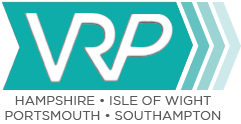 VRP
HAMPSHIRE • ISLE OF WIGHT
PORTSMOUTH • SOUTHAMPTON